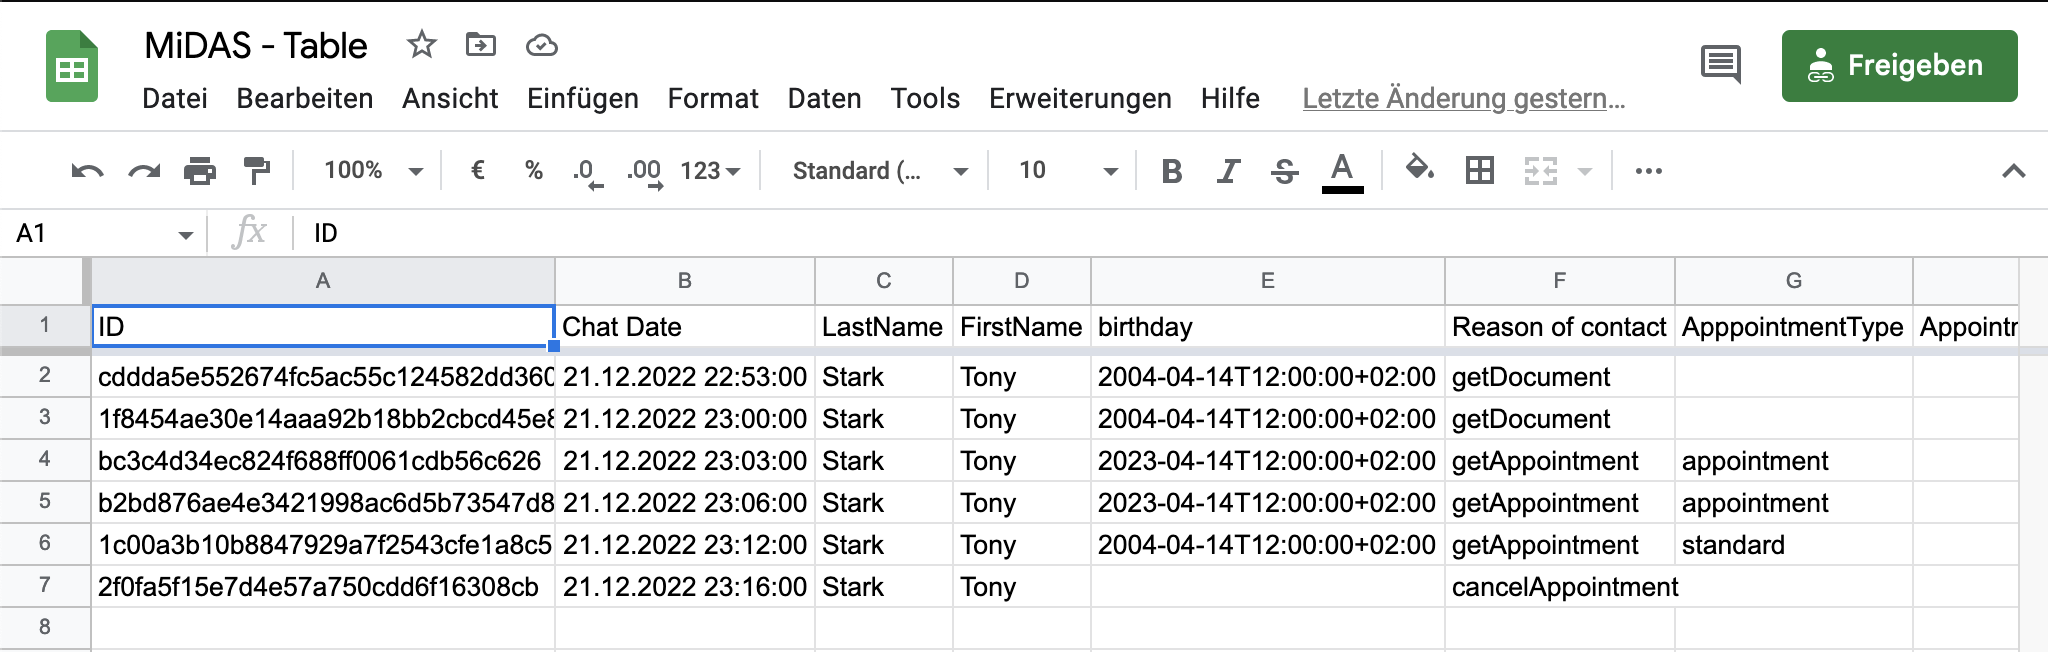 MiDAS - Table
Datei Bearbeiten Ansicht Einfügen Format Daten Tools Erweiterungen Hilfe Letzte Änderung gestern…
Freigeben
100% € % .0 .00 123 Standard (... 10 B I S A
A1 fx ID
A B C D E F G
1 ID Chat Date LastName FirstName birthday Reason of contact ApppointmentType Appointr
2 cddda5e552674fc5ac55c124582dd360 21.12.2022 22:53:00 Stark Tony 2004-04-14T12:00:00+02:00 getDocument
3 1f8454ae30e14aaa92b18bb2cbcd45e8 21.12.2022 23:00:00 Stark Tony 2004-04-14T12:00:00+02:00 getDocument
4 bc3c4d34ec824f688ff0061cdb56c626 21.12.2022 23:03:00 Stark Tony 2023-04-14T12:00:00+02:00 getAppointment appointment
5 b2bd876ae4e3421998ac6d5b73547d8 21.12.2022 23:06:00 Stark Tony 2023-04-14T12:00:00+02:00 getAppointment appointment
6 1c00a3b10b8847929a7f2543cfe1a8c5 21.12.2022 23:12:00 Stark Tony 2004-04-14T12:00:00+02:00 getAppointment standard
7 2f0fa5f15e7d4e57a750cdd6f16308cb 21.12.2022 23:16:00 Stark Tony cancelAppointment
8